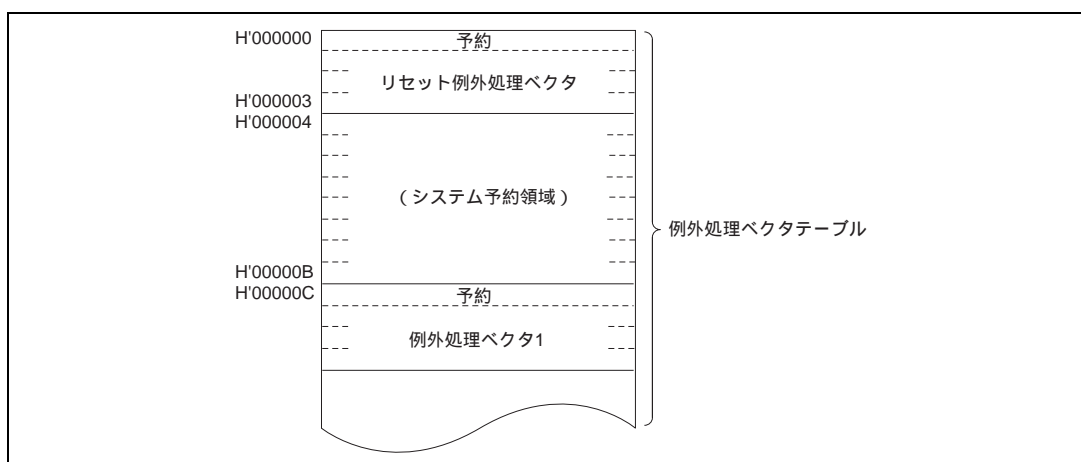 H'000000
予約
リセット例外処理ベクタ
H'000003
H'000004
(システム予約領域)
例外処理ベクタテーブル
H'00000B
H'00000C
予約
例外処理ベクタ1